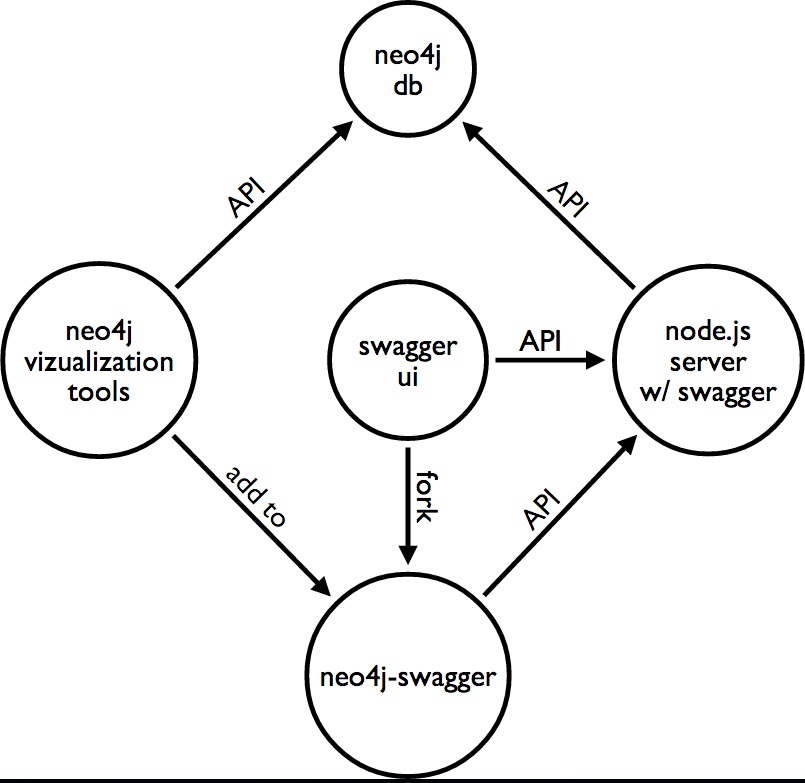 neo4j
db
API
API
neo4j
vizualization
tools
swagger
ui
API
node.js
server
w/ swagger
add to
fork
API
neo4j-swagger